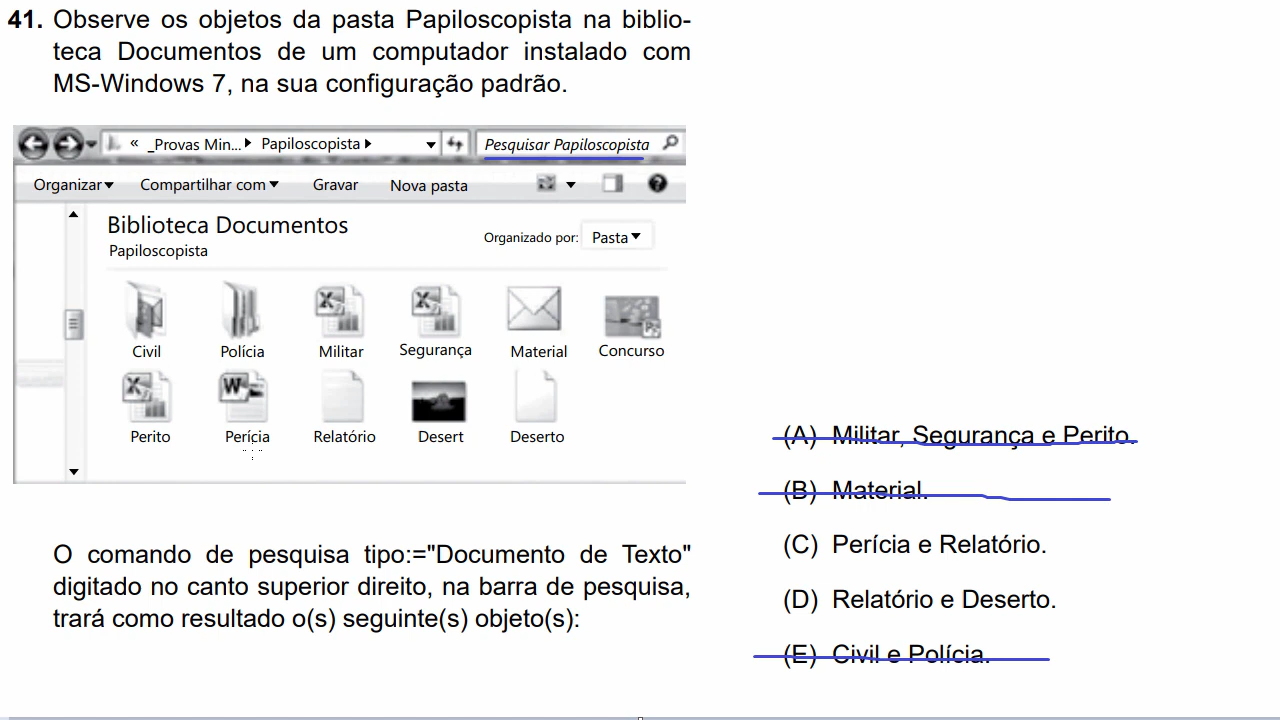 41. Observe os objetos da pasta Papiloscopista na biblio-
teca Documentos de um computador instalado com
MS-Windows 7, na sua configuração padrão.
« _Provas Min... Papiloscopista
Pesquisar Papiloscopista
Organizar Compartilhar com Gravar Nova pasta
Biblioteca Documentos
Papiloscopista
Organizado por: Pasta
Civil Polícia Militar Segurança Material Concurso
Perito Perícia Relatório Desert Deserto
O comando de pesquisa tipo:="Documento de Texto"
digitado no canto superior direito, na barra de pesquisa,
trará como resultado o(s) seguinte(s) objeto(s):
(A) Militar, Segurança e Perito.
(B) Material.
(C) Perícia e Relatório.
(D) Relatório e Deserto.
(E) Civil e Polícia.